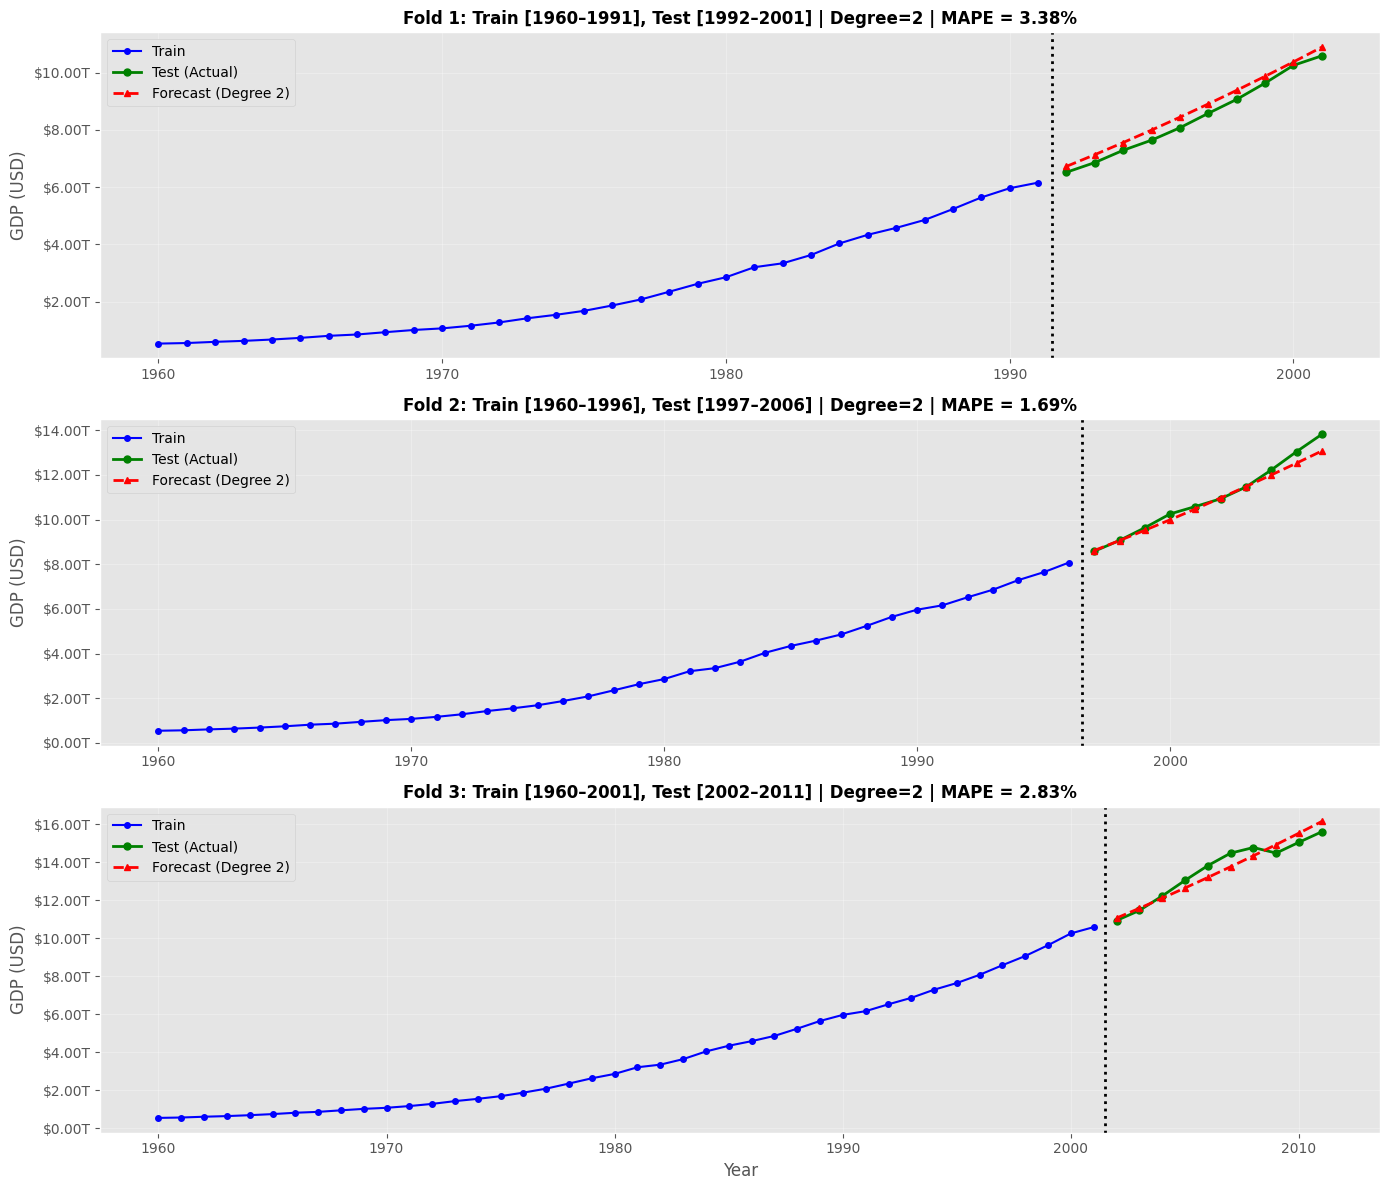 Fold 1: Train [1960–1991], Test [1992–2001] | Degree=2 | MAPE = 3.38%
Train
Test (Actual)
Forecast (Degree 2)
GDP (USD)
$10.00T
$8.00T
$6.00T
$4.00T
$2.00T
1960 1970 1980 1990 2000
Fold 2: Train [1960–1996], Test [1997–2006] | Degree=2 | MAPE = 1.69%
Train
Test (Actual)
Forecast (Degree 2)
GDP (USD)
$14.00T
$12.00T
$10.00T
$8.00T
$6.00T
$4.00T
$2.00T
$0.00T
1960 1970 1980 1990 2000
Fold 3: Train [1960–2001], Test [2002–2011] | Degree=2 | MAPE = 2.83%
Train
Test (Actual)
Forecast (Degree 2)
GDP (USD)
$16.00T
$14.00T
$12.00T
$10.00T
$8.00T
$6.00T
$4.00T
$2.00T
$0.00T
1960 1970 1980 1990 2000 2010
Year